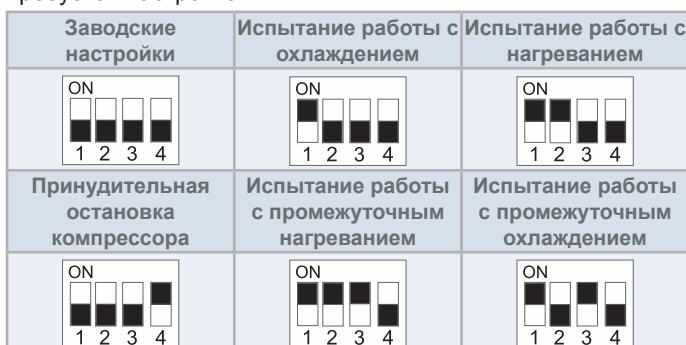 Заводские
настройки
Испытание работы с
охлаждением
Испытание работы с
нагреванием
ON
1 2 3 4
ON
1 2 3 4
ON
1 2 3 4
Принудительная
остановка
компрессора
Испытание работы
с промежуточным
нагреванием
Испытание работы
с промежуточным
охлаждением
ON
1 2 3 4
ON
1 2 3 4
ON
1 2 3 4